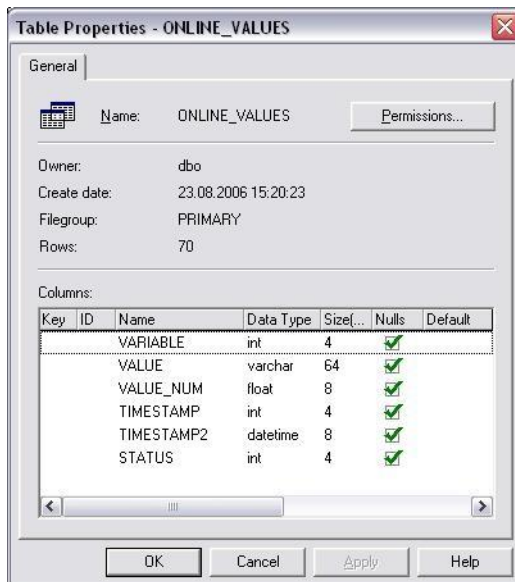 Table Properties - ONLINE_VALUES
General
Name: ONLINE_VALUES Permissions...
Owner: dbo
Create date: 23.08.2006 15:20:23
Filegroup: PRIMARY
Rows: 70
Columns:
Key ID Name Data Type Size(... Nulls Default
VARIABLE int 4
VALUE varchar 64
VALUE_NUM float 8
TIMESTAMP int 4
TIMESTAMP2 datetime 8
STATUS int 4
OK Cancel Apply Help